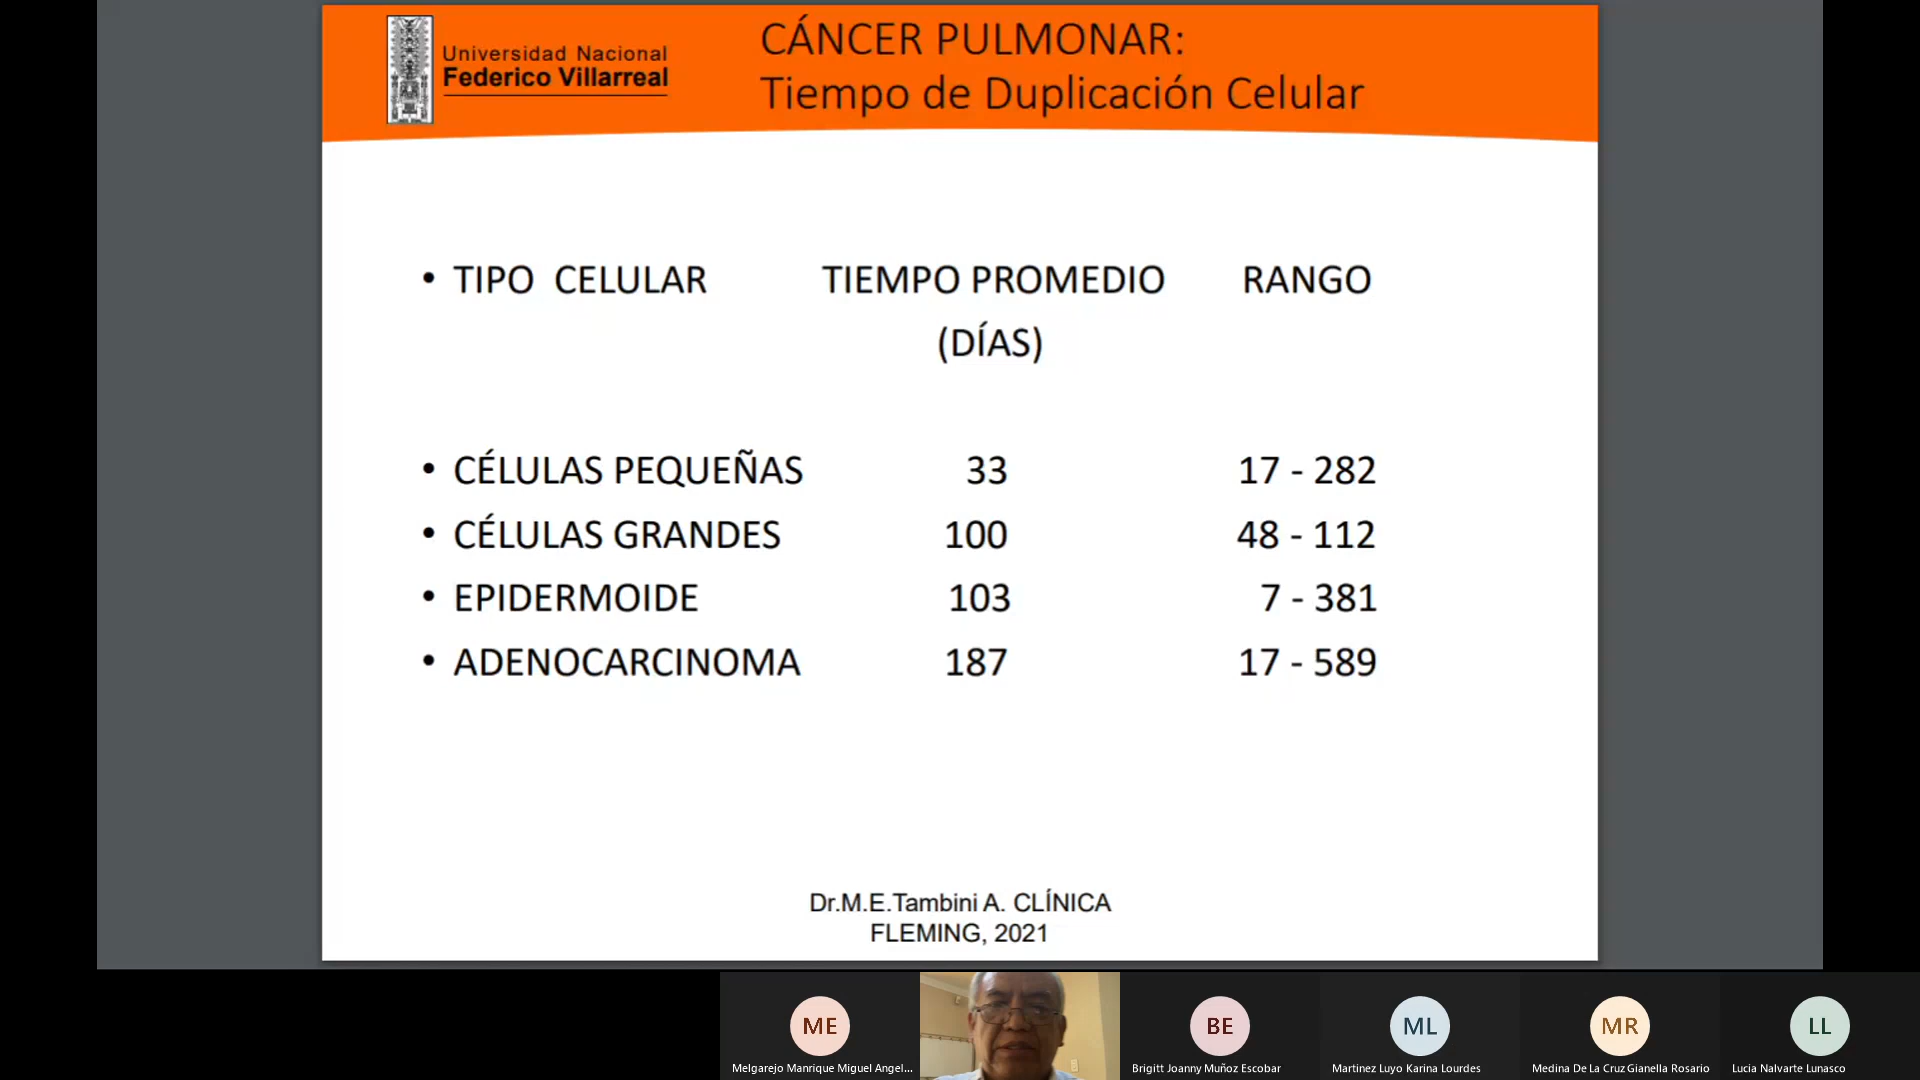 Universidad Nacional
Federico Villarreal
CÁNCER PULMONAR:
Tiempo de Duplicación Celular
• TIPO CELULAR TIEMPO PROMEDIO RANGO
(DÍAS)
• CÉLULAS PEQUEÑAS 33 17 - 282
• CÉLULAS GRANDES 100 48 - 112
• EPIDERMOIDE 103 7 - 381
• ADENOCARCINOMA 187 17 - 589
Dr.M.E.Tambini A. CLÍNICA
FLEMING, 2021
ME BE ML MR LL
Melgarejo Manrique Miguel Angel... Brigitt Joanny Muñoz Escobar Martinez Luyo Karina Lourdes Medina De La Cruz Gianella Rosario Lucia Nalvarte Lunasco